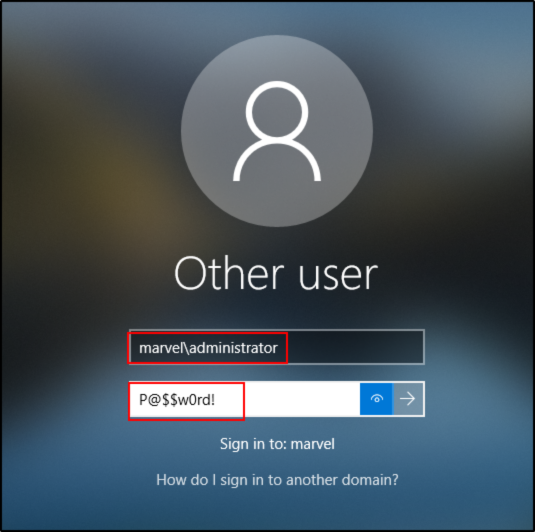 Other user
marvel\administrator
P@$$w0rd!
Sign in to: marvel
How do I sign in to another domain?